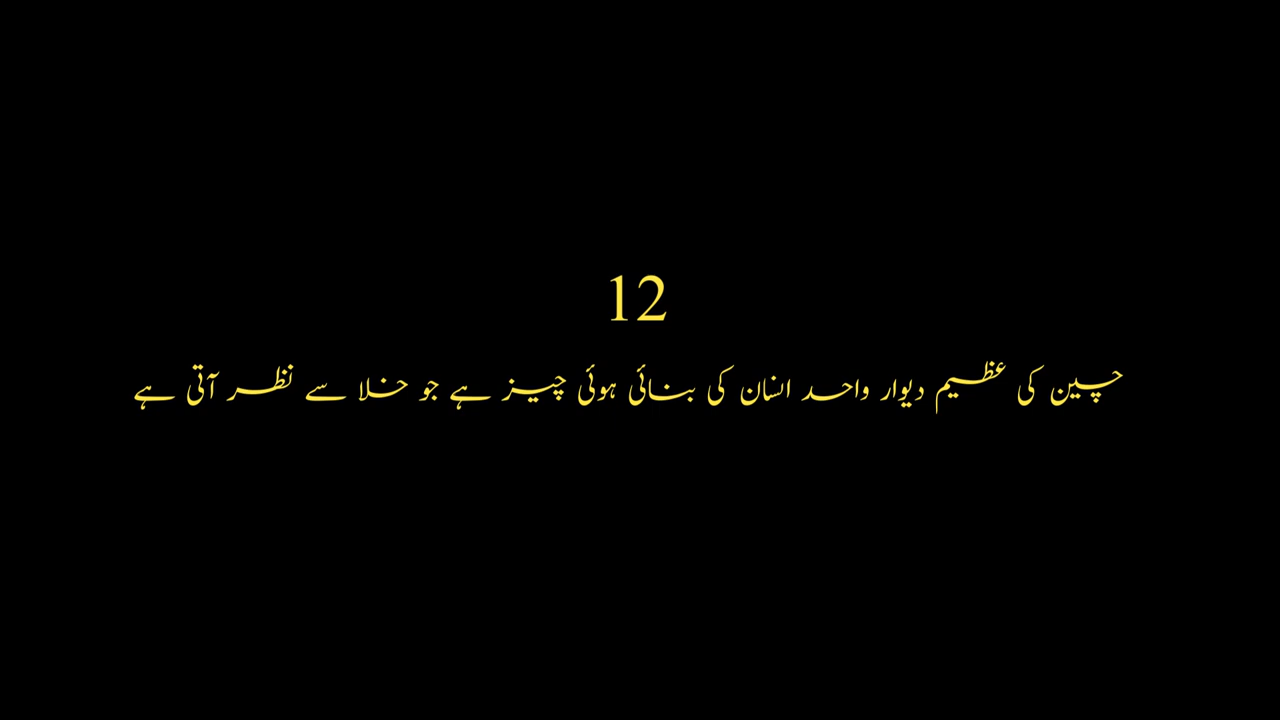 12
چین کی عظیم دیوار واحد انسان کی بنائی ہوئی چیز ہے جو خلا سے نظر آتی ہے